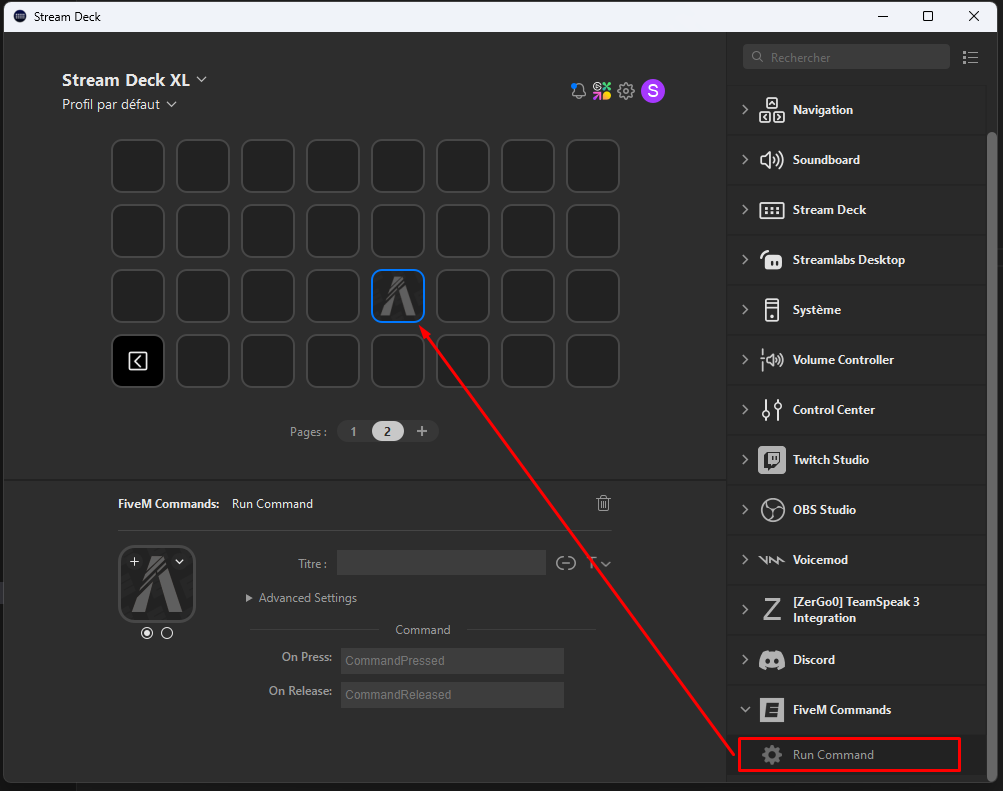 Stream Deck
Stream Deck XL
Profil par défaut
S
Pages :
1
2
+
FiveM Commands:
Run Command
Titre :
T
Advanced Settings
Command
On Press:
CommandPressed
On Release:
CommandReleased
Rechercher
Navigation
Soundboard
Stream Deck
Streamlabs Desktop
Système
Volume Controller
Control Center
Twitch Studio
OBS Studio
Voicemod
[ZerGo0] TeamSpeak 3
Integration
Discord
FiveM Commands
Run Command